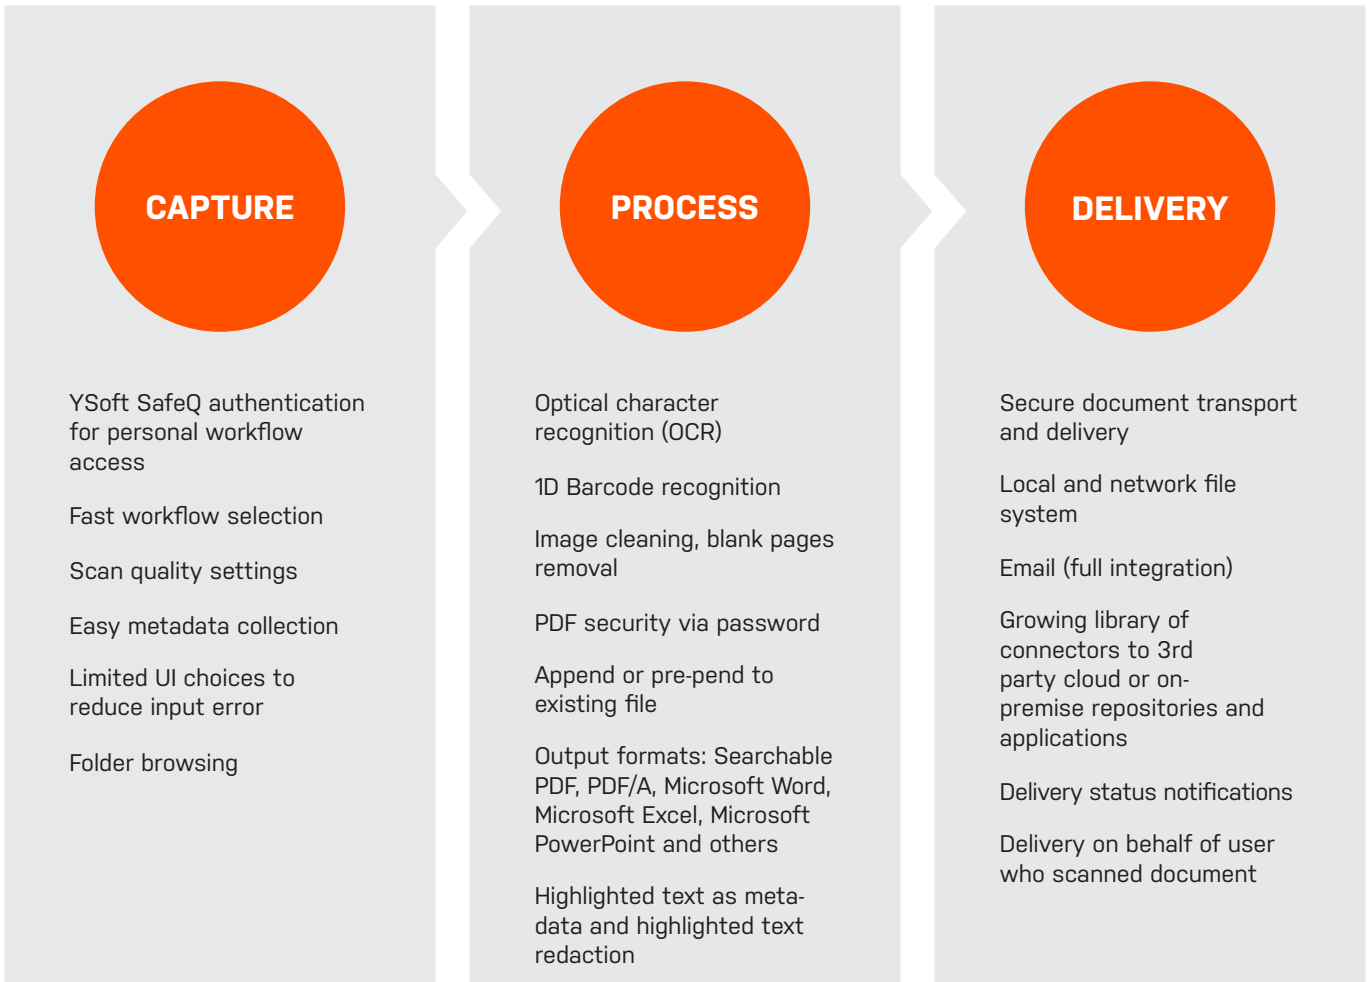 CAPTURE
YSoft SafeQ authentication
for personal workflow
access
Fast workflow selection
Scan quality settings
Easy metadata collection
Limited UI choices to
reduce input error
Folder browsing
PROCESS
Optical character
recognition (OCR)
1D Barcode recognition
Image cleaning, blank pages
removal
PDF security via password
Append or pre-pend to
existing file
Output formats: Searchable
PDF, PDF/A, Microsoft Word,
Microsoft Excel, Microsoft
PowerPoint and others
Highlighted text as meta-
data and highlighted text
redaction
DELIVERY
Secure document transport
and delivery
Local and network file
system
Email (full integration)
Growing library of
connectors to 3rd
party cloud or on-
premise repositories and
applications
Delivery status notifications
Delivery on behalf of user
who scanned document